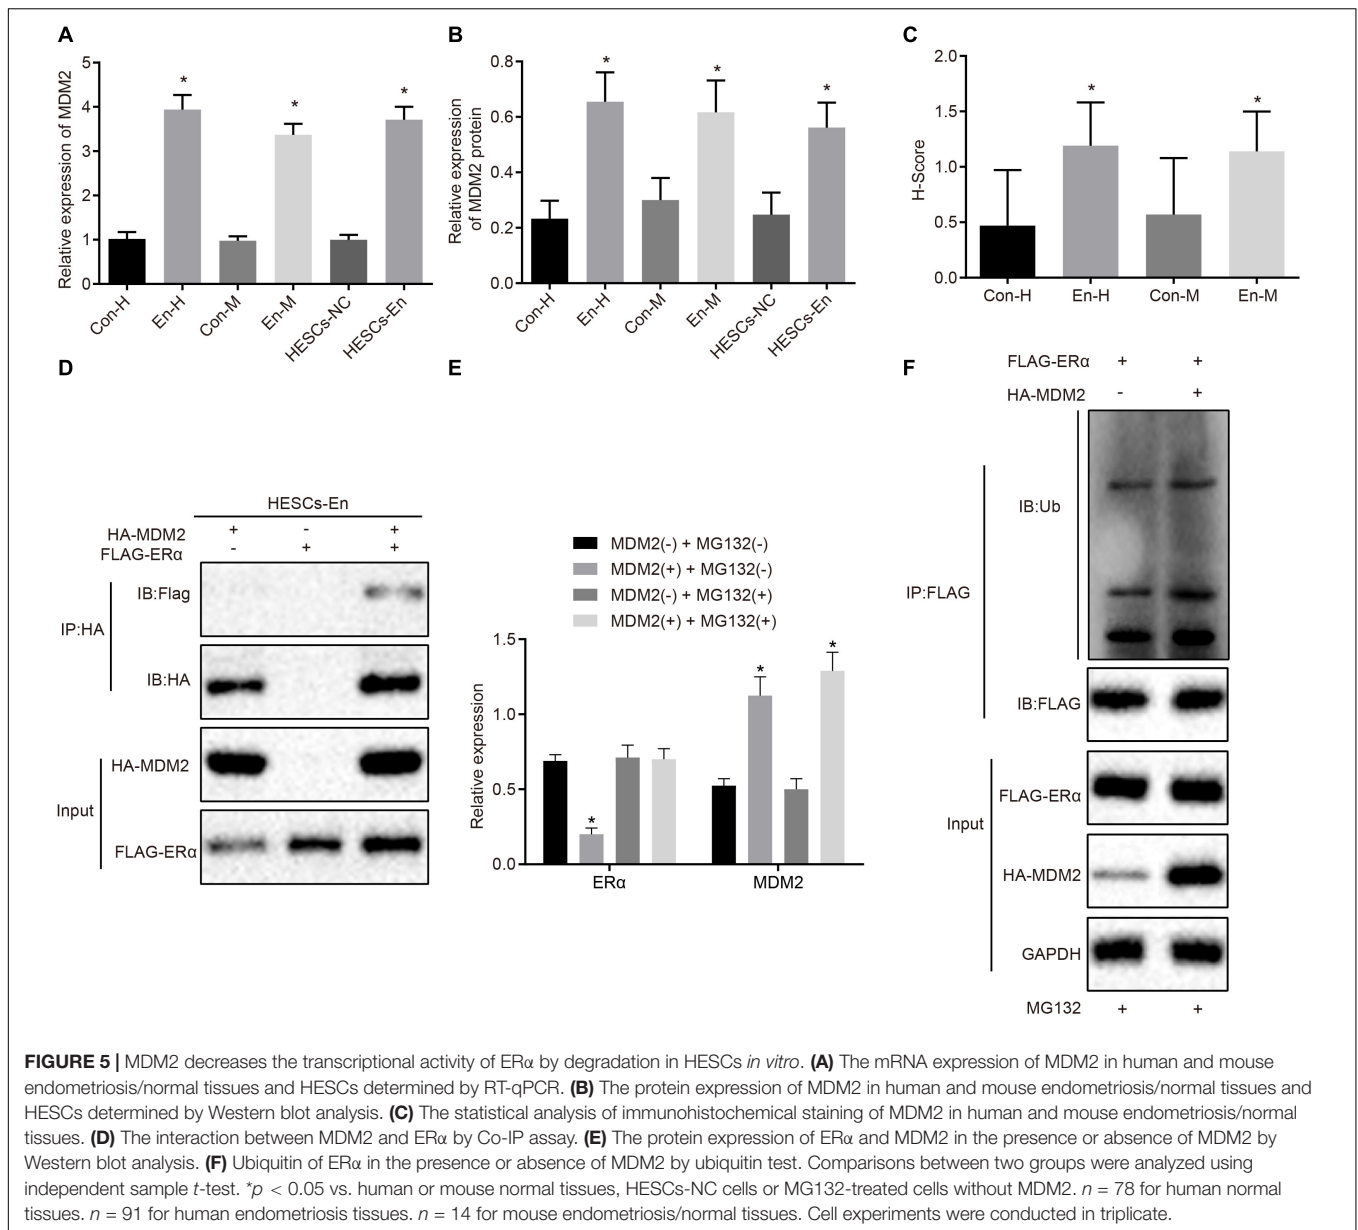 A
Relative expression of MDM2
5
4
3
2
1
0
* * *
Con-H En-H Con-M En-M HESCs-NC HESCs-En
B
Relative expression
of MDM2 protein
0.8
0.6
0.4
0.2
0.0
* * *
Con-H En-H Con-M En-M HESCs-NC HESCs-En
C
H-Score
2.0
1.5
1.0
0.5
0.0
* *
Con-H En-H Con-M En-M
D
HESCs-En
HA-MDM2 + - +
FLAG-ERα - + +
IP:HA
IB:Flag
IB:HA
Input
HA-MDM2
FLAG-ERα
E
MDM2(-) + MG132(-)
MDM2(+) + MG132(-)
MDM2(-) + MG132(+)
MDM2(+) + MG132(+)
Relative expression
1.5
1.0
0.5
0.0
* * *
ERα MDM2
F
FLAG-ERα + +
HA-MDM2 - +
IP:FLAG
IB:Ub
IB:FLAG
Input
FLAG-ERα
HA-MDM2
GAPDH
MG132 + +
FIGURE 5 | MDM2 decreases the transcriptional activity of ERα by degradation in HESCs in vitro. (A) The mRNA expression of MDM2 in human and mouse
endometriosis/normal tissues and HESCs determined by RT-qPCR. (B) The protein expression of MDM2 in human and mouse endometriosis/normal tissues and
HESCs determined by Western blot analysis. (C) The statistical analysis of immunohistochemical staining of MDM2 in human and mouse endometriosis/normal
tissues. (D) The interaction between MDM2 and ERα by Co-IP assay. (E) The protein expression of ERα and MDM2 in the presence or absence of MDM2 by
Western blot analysis. (F) Ubiquitin of ERα in the presence or absence of MDM2 by ubiquitin test. Comparisons between two groups were analyzed using
independent sample t-test. *p < 0.05 vs. human or mouse normal tissues, HESCs-NC cells or MG132-treated cells without MDM2. n = 78 for human normal
tissues. n = 91 for human endometriosis tissues. n = 14 for mouse endometriosis/normal tissues. Cell experiments were conducted in triplicate.